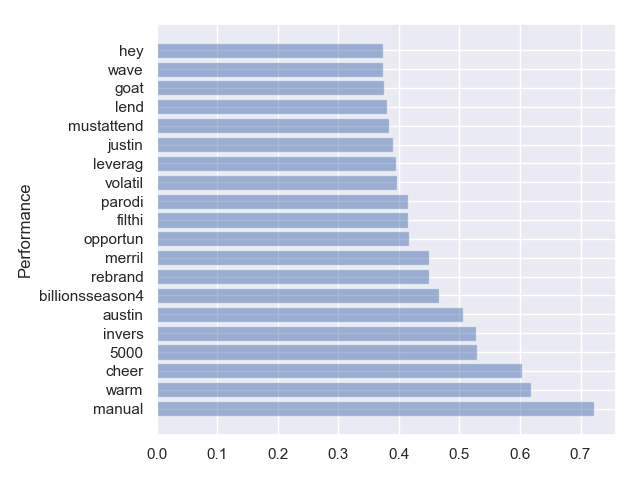 hey
wave
goat
lend
mustattend
justin
leverag
volatil
parodi
filthi
opportun
merril
rebrand
billionsseason4
austin
invers
5000
cheer
warm
manual
Performance
0.0 0.1 0.2 0.3 0.4 0.5 0.6 0.7